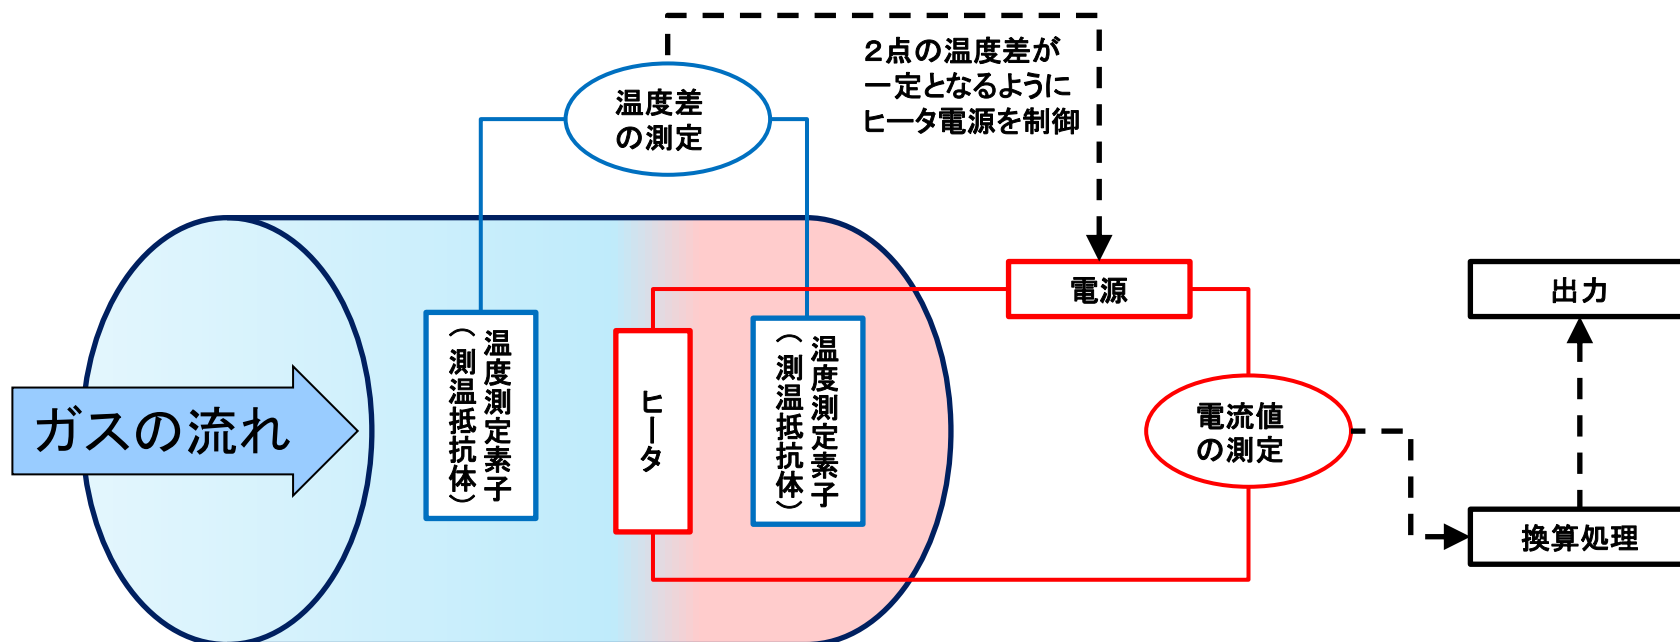 温度差
の測定
２点の温度差が
一定となるように
ヒータ電源を制御
電源
出力
ガスの流れ
温度測定素子
（測温抵抗体）
ヒータ
温度測定素子
（測温抵抗体）
電流値
の測定
換算処理